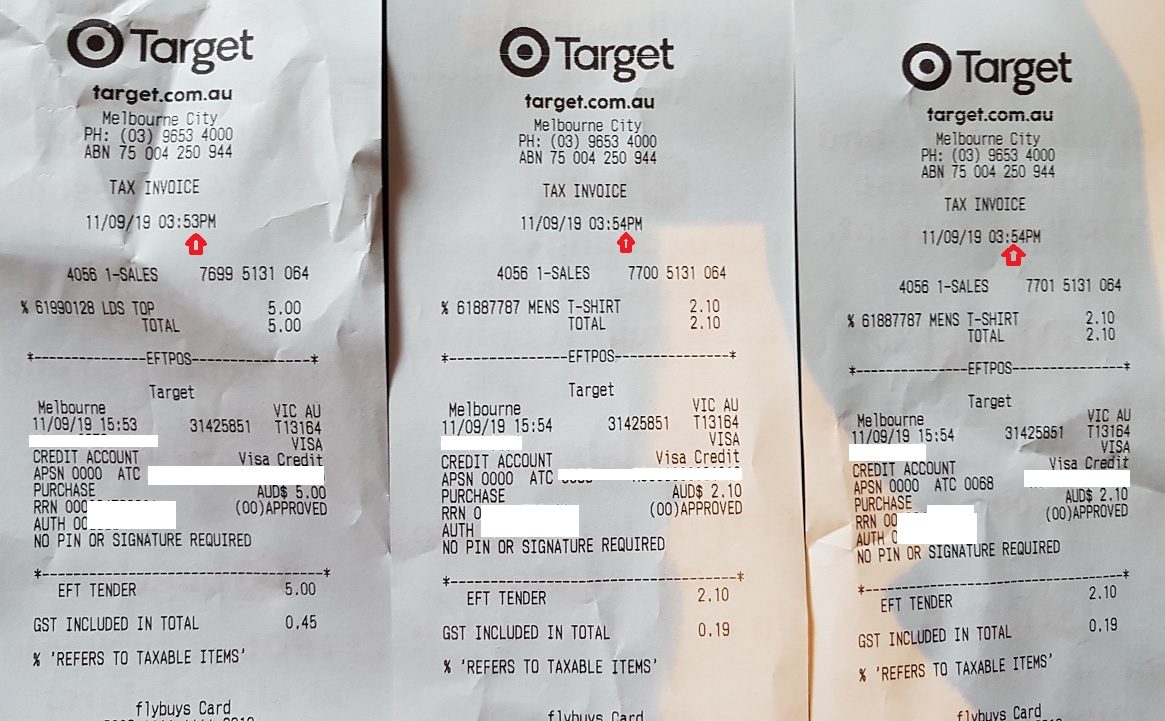 Target
target.com.au
Melbourne City
PH: (03) 9653 4000
ABN 75 004 250 944
TAX INVOICE
11/09/19 03:53PM
4056 1-SALES 7699 5131 064
% 61990128 LDS TOP 5.00
TOTAL 5.00
*---------------EFTPOS---------------*
Target
Melbourne VIC AU
11/09/19 15:53 31425851 T13164
VISA
CREDIT ACCOUNT Visa Credit
APSN 0000 ATC
PURCHASE AUD$ 5.00
RRN 00 (00)APPROVED
AUTH
NO PIN OR SIGNATURE REQUIRED
*--------------------------------------*
EFT TENDER 5.00
GST INCLUDED IN TOTAL 0.45
% 'REFERS TO TAXABLE ITEMS'
flybuys Card
Target
target.com.au
Melbourne City
PH: (03) 9653 4000
ABN 75 004 250 944
TAX INVOICE
11/09/19 03:54PM
4056 1-SALES 7700 5131 064
% 61887787 MENS T-SHIRT 2.10
TOTAL 2.10
*---------------EFTPOS---------------*
Target
Melbourne VIC AU
11/09/19 15:54 31425851 T13164
VISA
CREDIT ACCOUNT Visa Credit
APSN 0000 ATC
PURCHASE AUD$ 2.10
RRN (00)APPROVED
AUTH
NO PIN OR SIGNATURE REQUIRED
*--------------------------------------*
EFT TENDER 2.10
GST INCLUDED IN TOTAL 0.19
% 'REFERS TO TAXABLE ITEMS'
flybuys Card
Target
target.com.au
Melbourne City
PH: (03) 9653 4000
ABN 75 004 250 944
TAX INVOICE
11/09/19 03:54PM
4056 1-SALES 7701 5131 064
% 61887787 MENS T-SHIRT 2.10
TOTAL 2.10
*---------------EFTPOS---------------*
Target
Melbourne VIC AU
11/09/19 15:54 31425851 T13164
VISA
CREDIT ACCOUNT Visa Credit
APSN 0000 ATC 0068
PURCHASE AUD$ 2.10
RRN 00 (00)APPROVED
AUTH
NO PIN OR SIGNATURE REQUIRED
*--------------------------------------*
EFT TENDER 2.10
GST INCLUDED IN TOTAL 0.19
% 'REFERS TO TAXABLE ITEMS'
flybuys Card